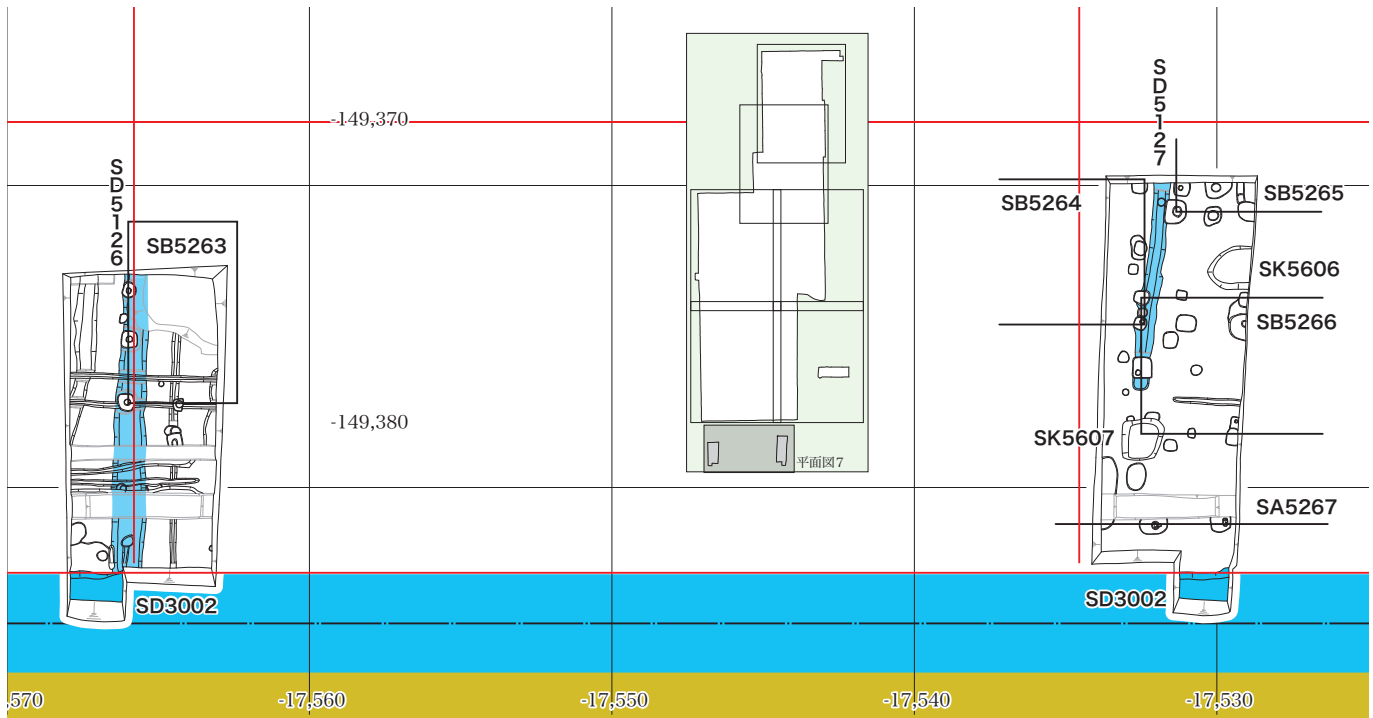 -149,370
SD5127
SD5126
SB5264
SB5265
SB5263
SK5606
SB5266
-149,380
SK5607
平面図7
SA5267
SD3002
SD3002
,570
-17,560
-17,550
-17,540
-17,530